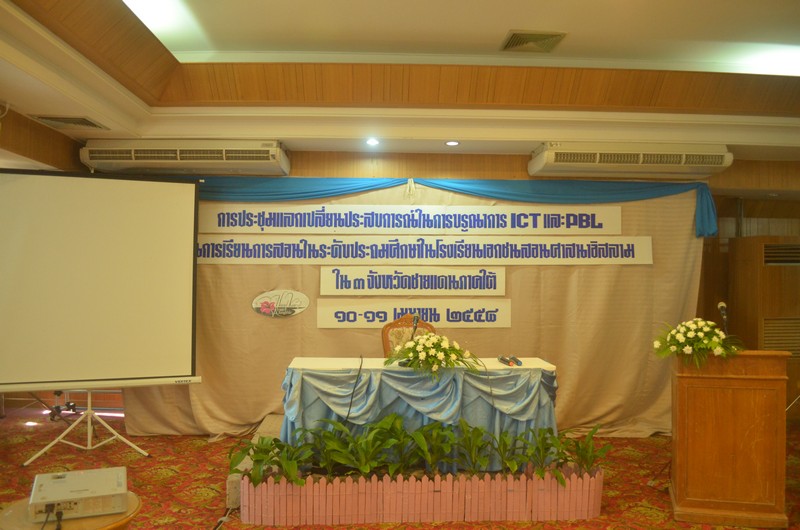 การประชุมแลกเปลี่ยนประสบการณ์ในการบูรณาการ ICT และ PBL
นการเรียนการสอนในระดับประถมศึกษาในโรงเรียนเอกชนสอนศาสนาอิสลาม
ใน ๓ จังหวัดชายแดนภาคใต้
๑๐-๑๑ เมษายน ๒๕๕๘